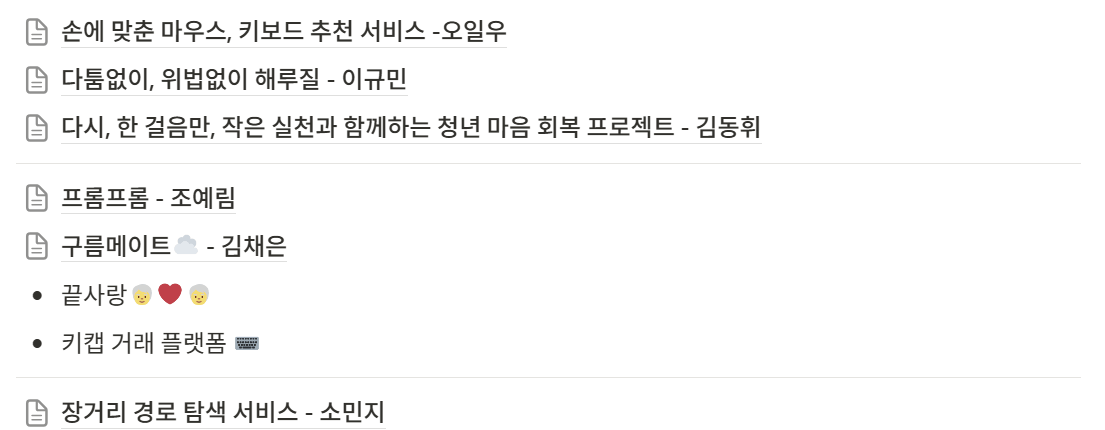 손에 맞춘 마우스, 키보드 추천 서비스 -오일우
다툼없이, 위법없이 해루질 - 이규민
다시, 한 걸음만, 작은 실천과 함께하는 청년 마음 회복 프로젝트 - 김동휘
프롬프롬 - 조예림
구름메이트☁️ - 김채은
• 끝사랑👵❤️👵
• 키캡 거래 플랫폼 ⌨️
장거리 경로 탐색 서비스 - 소민지